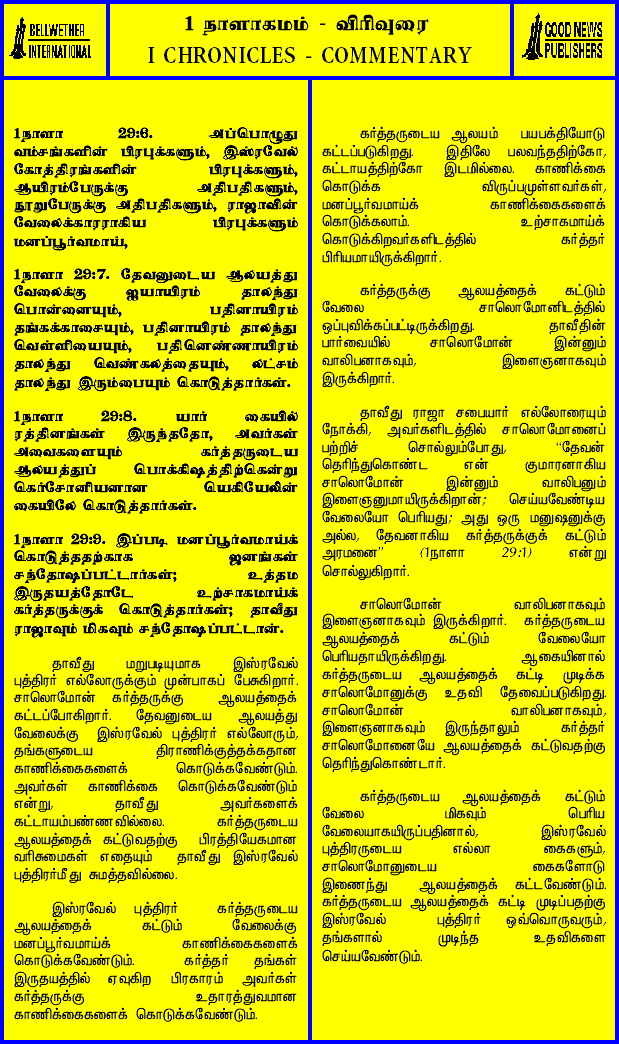 BELLWETHER
INTERNATIONAL
1 நாளாகமம் - விரிவுரை
I CHRONICLES - COMMENTARY
GOOD NEWS
PUBLISHERS
1நாளா 29:6. அப்பொழுது
வம்சங்களின் பிரபுக்களும், இஸ்ரவேல்
கோத்திரங்களின் பிரபுக்களும்,
ஆயிரம்பேருக்கு அதிபதிகளும்,
நூறுபேருக்கு அதிபதிகளும், ராஜாவின்
வேலைக்காரராகிய பிரபுக்களும்
மனப்பூர்வமாய்,
1நாளா 29:7. தேவனுடைய ஆலயத்து
வேலைக்கு ஐயாயிரம் தாலந்து
பொன்னையும், பதினாயிரம்
தங்கக்காசையும், பதினாயிரம் தாலந்து
வெள்ளியையும், பதினெண்ணாயிரம்
தாலந்து வெண்கலத்தையும், லட்சம்
தாலந்து இரும்பையும் கொடுத்தார்கள்.
1நாளா 29:8. யார் கையில்
ரத்தினங்கள் இருந்ததோ, அவர்கள்
அவைகளையும் கர்த்தருடைய
ஆலயத்துப் பொக்கிஷத்திற்கென்று
கெர்சோனியனான யெகியேலின்
கையிலே கொடுத்தார்கள்.
1நாளா 29:9. இப்படி மனப்பூர்வமாய்க்
கொடுத்ததற்காக ஜனங்கள்
சந்தோஷப்பட்டார்கள்; உத்தம
இருதயத்தோடே உற்சாகமாய்க்
கர்த்தருக்குக் கொடுத்தார்கள்; தாவீது
ராஜாவும் மிகவும் சந்தோஷப்பட்டான்.
தாவீது மறுபடியுமாக இஸ்ரவேல்
புத்திரர் எல்லோருக்கும் முன்பாகப் பேசுகிறார்.
சாலொமோன் கர்த்தருக்கு ஆலயத்தைக்
கட்டப்போகிறார். தேவனுடைய ஆலயத்து
வேலைக்கு இஸ்ரவேல் புத்திரர் எல்லோரும்,
தங்களுடைய திராணிக்குத்தக்கதான
காணிக்கைகளைக் கொடுக்கவேண்டும்.
அவர்கள் காணிக்கை கொடுக்கவேண்டும்
என்று, தாவீது அவர்களைக்
கட்டாயம்பண்ணவில்லை. கர்த்தருடைய
ஆலயத்தைக் கட்டுவதற்கு பிரத்தியேகமான
வரிசுமைகள் எதையும் தாவீது இஸ்ரவேல்
புத்திரர்மீது சுமத்தவில்லை.
இஸ்ரவேல் புத்திரர் கர்த்தருடைய
ஆலயத்தைக் கட்டும் வேலைக்கு
மனப்பூர்வமாய்க் காணிக்கைகளைக்
கொடுக்கவேண்டும். கர்த்தர் தங்கள்
இருதயத்தில் ஏவுகிற பிரகாரம் அவர்கள்
கர்த்தருக்கு உதாரத்துவமான
காணிக்கைகளைக் கொடுக்கவேண்டும்.
கர்த்தருடைய ஆலயம் பயபக்தியோடு
கட்டப்படுகிறது. இதிலே பலவந்ததிற்கோ,
கட்டாயத்திற்கோ இடமில்லை. காணிக்கை
கொடுக்க விருப்பமுள்ளவர்கள்,
மனப்பூர்வமாய்க் காணிக்கைகளைக்
கொடுக்கலாம். உற்சாகமாய்க்
கொடுக்கிறவர்களிடத்தில் கர்த்தர்
பிரியமாயிருக்கிறார்.
கர்த்தருக்கு ஆலயத்தைக் கட்டும்
வேலை சாலொமோனிடத்தில்
ஒப்புவிக்கப்பட்டிருக்கிறது. தாவீதின்
பார்வையில் சாலொமோன் இன்னும்
வாலிபனாகவும், இளைஞனாகவும்
இருக்கிறார்.
தாவீது ராஜா சபையார் எல்லோரையும்
நோக்கி, அவர்களிடத்தில் சாலொமோனைப்
பற்றிச் சொல்லும்போது, “தேவன்
தெரிந்துகொண்ட என் குமாரனாகிய
சாலொமோன் இன்னும் வாலிபனும்
இளைஞனுமாயிருக்கிறான்; செய்யவேண்டிய
வேலையோ பெரியது; அது ஒரு மனுஷனுக்கு
அல்ல, தேவனாகிய கர்த்தருக்குக் கட்டும்
அரமனை” (1நாளா 29:1) என்று
சொல்லுகிறார்.
சாலொமோன் வாலிபனாகவும்
இளைஞனாகவும் இருக்கிறார். கர்த்தருடைய
ஆலயத்தைக் கட்டும் வேலையோ
பெரியதாயிருக்கிறது. ஆகையினால்
கர்த்தருடைய ஆலயத்தைக் கட்டி முடிக்க
சாலொமோனுக்கு உதவி தேவைப்படுகிறது.
சாலொமோன் வாலிபனாகவும்,
இளைஞனாகவும் இருந்தாலும் கர்த்தர்
சாலொமோனையே ஆலயத்தைக் கட்டுவதற்கு
தெரிந்துகொண்டார்.
கர்த்தருடைய ஆலயத்தைக் கட்டும்
வேலை மிகவும் பெரிய
வேலையாகயிருப்பதினால், இஸ்ரவேல்
புத்திரருடைய எல்லா கைகளும்,
சாலொமோனுடைய கைகளோடு
இணைந்து ஆலயத்தைக் கட்டவேண்டும்.
கர்த்தருடைய ஆலயத்தைக் கட்டி முடிப்பதற்கு
இஸ்ரவேல் புத்திரர் ஒவ்வொருவரும்,
தங்களால் முடிந்த உதவிகளை
செய்யவேண்டும்.